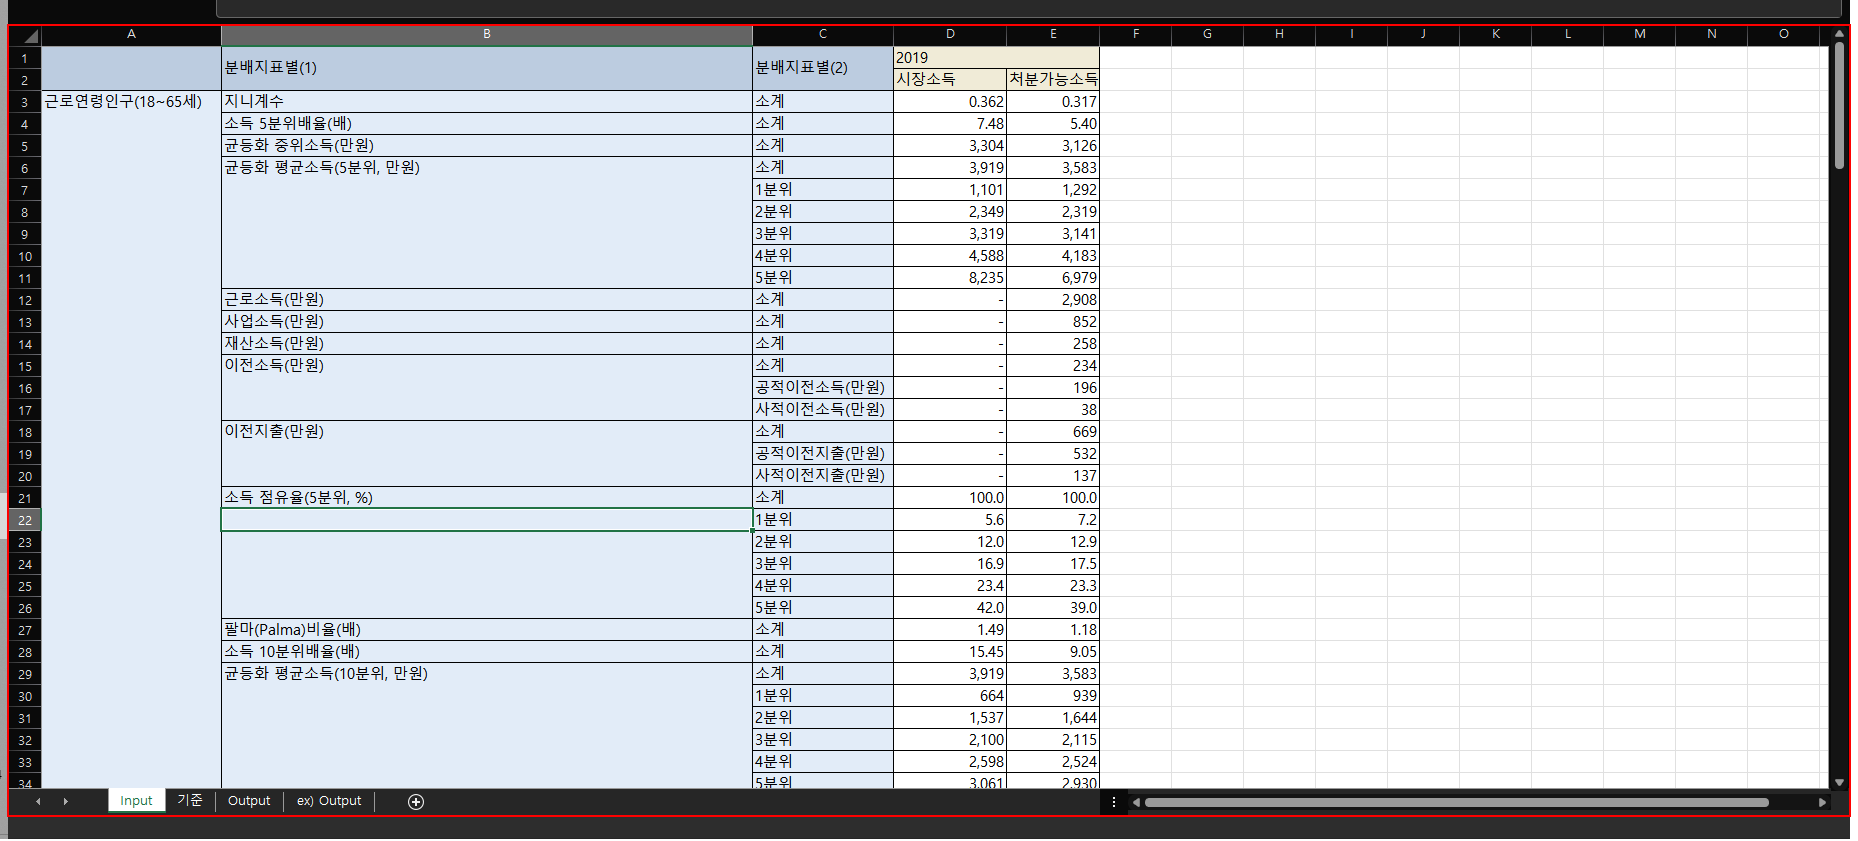 A B C D E F G H I J K L M N O
1 분배지표별(1) 분배지표별(2) 2019
2 시장소득 처분가능소득
3 근로연령인구(18~65세) 지니계수 소계 0.362 0.317
4 소득 5분위배율(배) 소계 7.48 5.40
5 균등화 중위소득(만원) 소계 3,304 3,126
6 균등화 평균소득(5분위, 만원) 소계 3,919 3,583
7 1분위 1,101 1,292
8 2분위 2,349 2,319
9 3분위 3,319 3,141
10 4분위 4,588 4,183
11 5분위 8,235 6,979
12 근로소득(만원) 소계 - 2,908
13 사업소득(만원) 소계 - 852
14 재산소득(만원) 소계 - 258
15 이전소득(만원) 소계 - 234
16 공적이전소득(만원) - 196
17 사적이전소득(만원) - 38
18 이전지출(만원) 소계 - 669
19 공적이전지출(만원) - 532
20 사적이전지출(만원) - 137
21 소득 점유율(5분위, %) 소계 100.0 100.0
22 1분위 5.6 7.2
23 2분위 12.0 12.9
24 3분위 16.9 17.5
25 4분위 23.4 23.3
26 5분위 42.0 39.0
27 팔마(Palma)비율(배) 소계 1.49 1.18
28 소득 10분위배율(배) 소계 15.45 9.05
29 균등화 평균소득(10분위, 만원) 소계 3,919 3,583
30 1분위 664 939
31 2분위 1,537 1,644
32 3분위 2,100 2,115
33 4분위 2,598 2,524
34 5분위 3,061 2,930
Input 기준 Output ex) Output